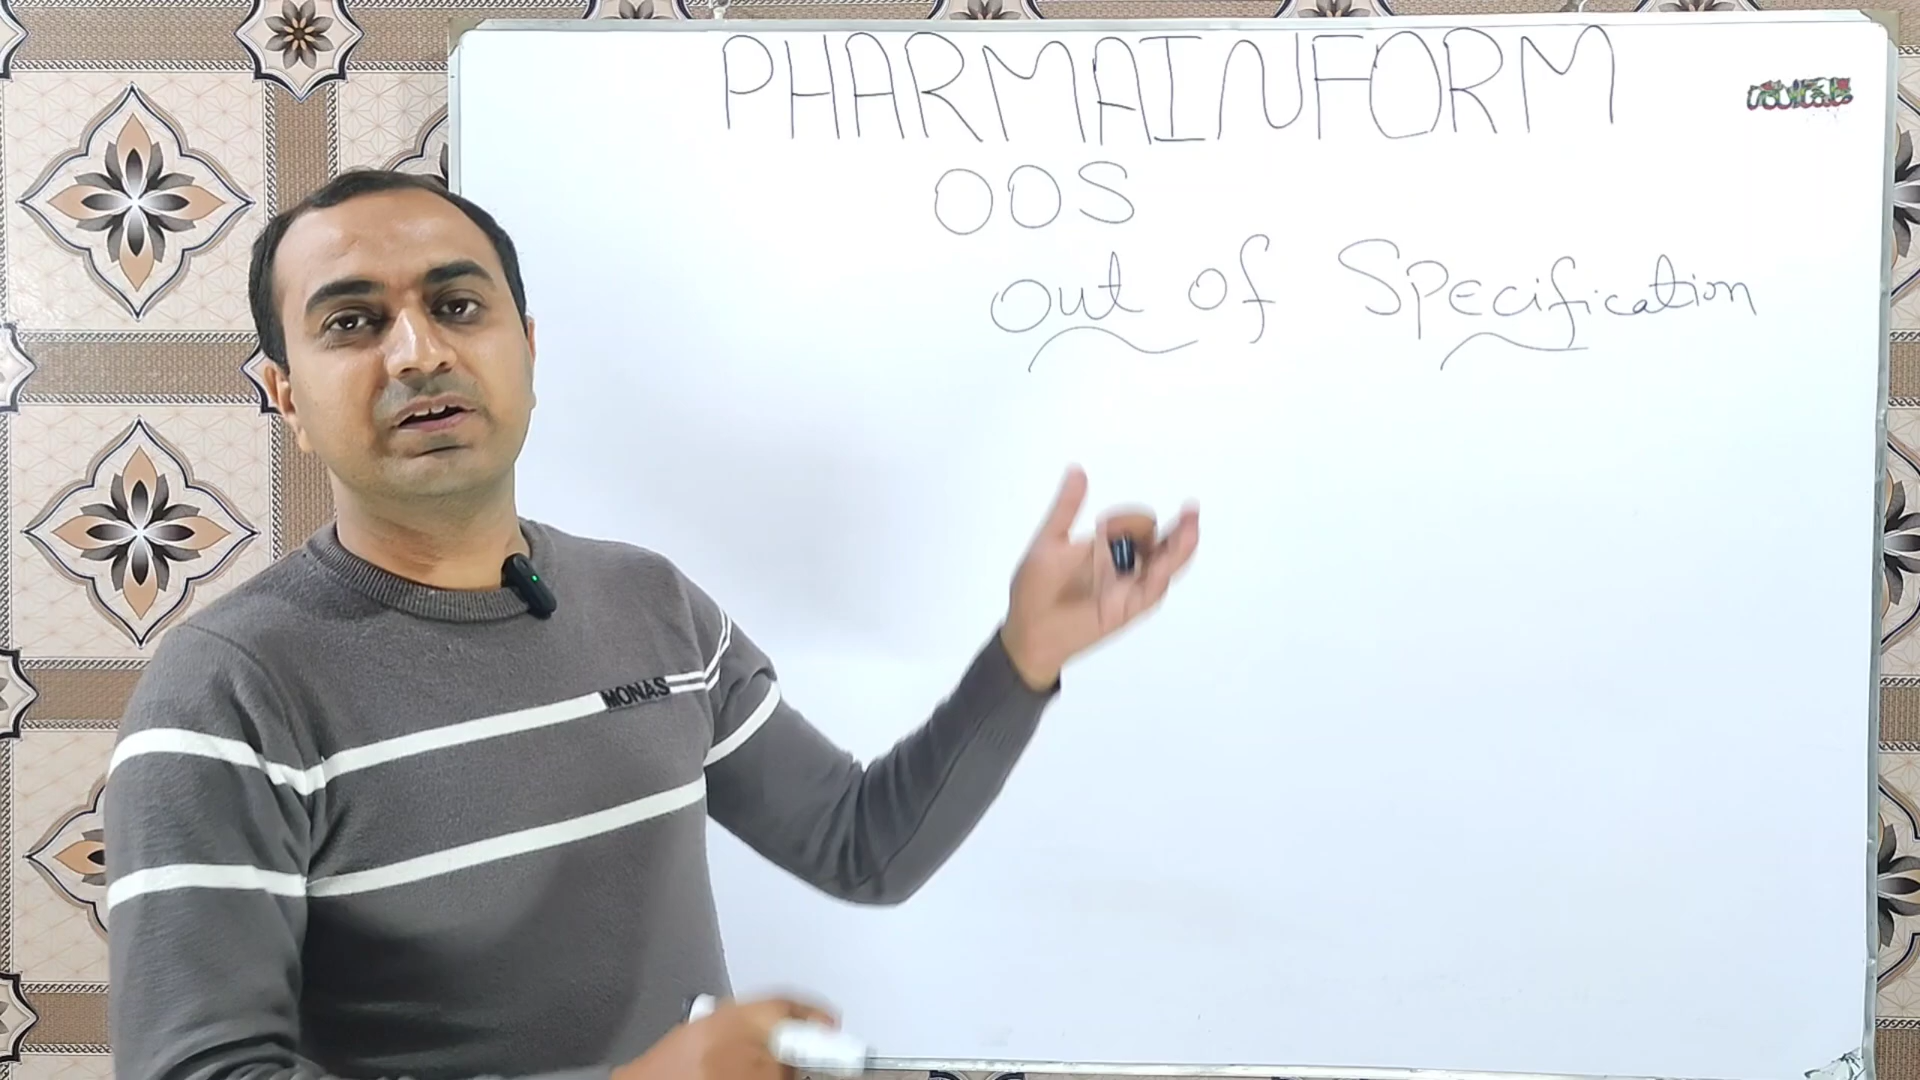 PHARMAINFORM
OOS
Out of Specification
MONAS